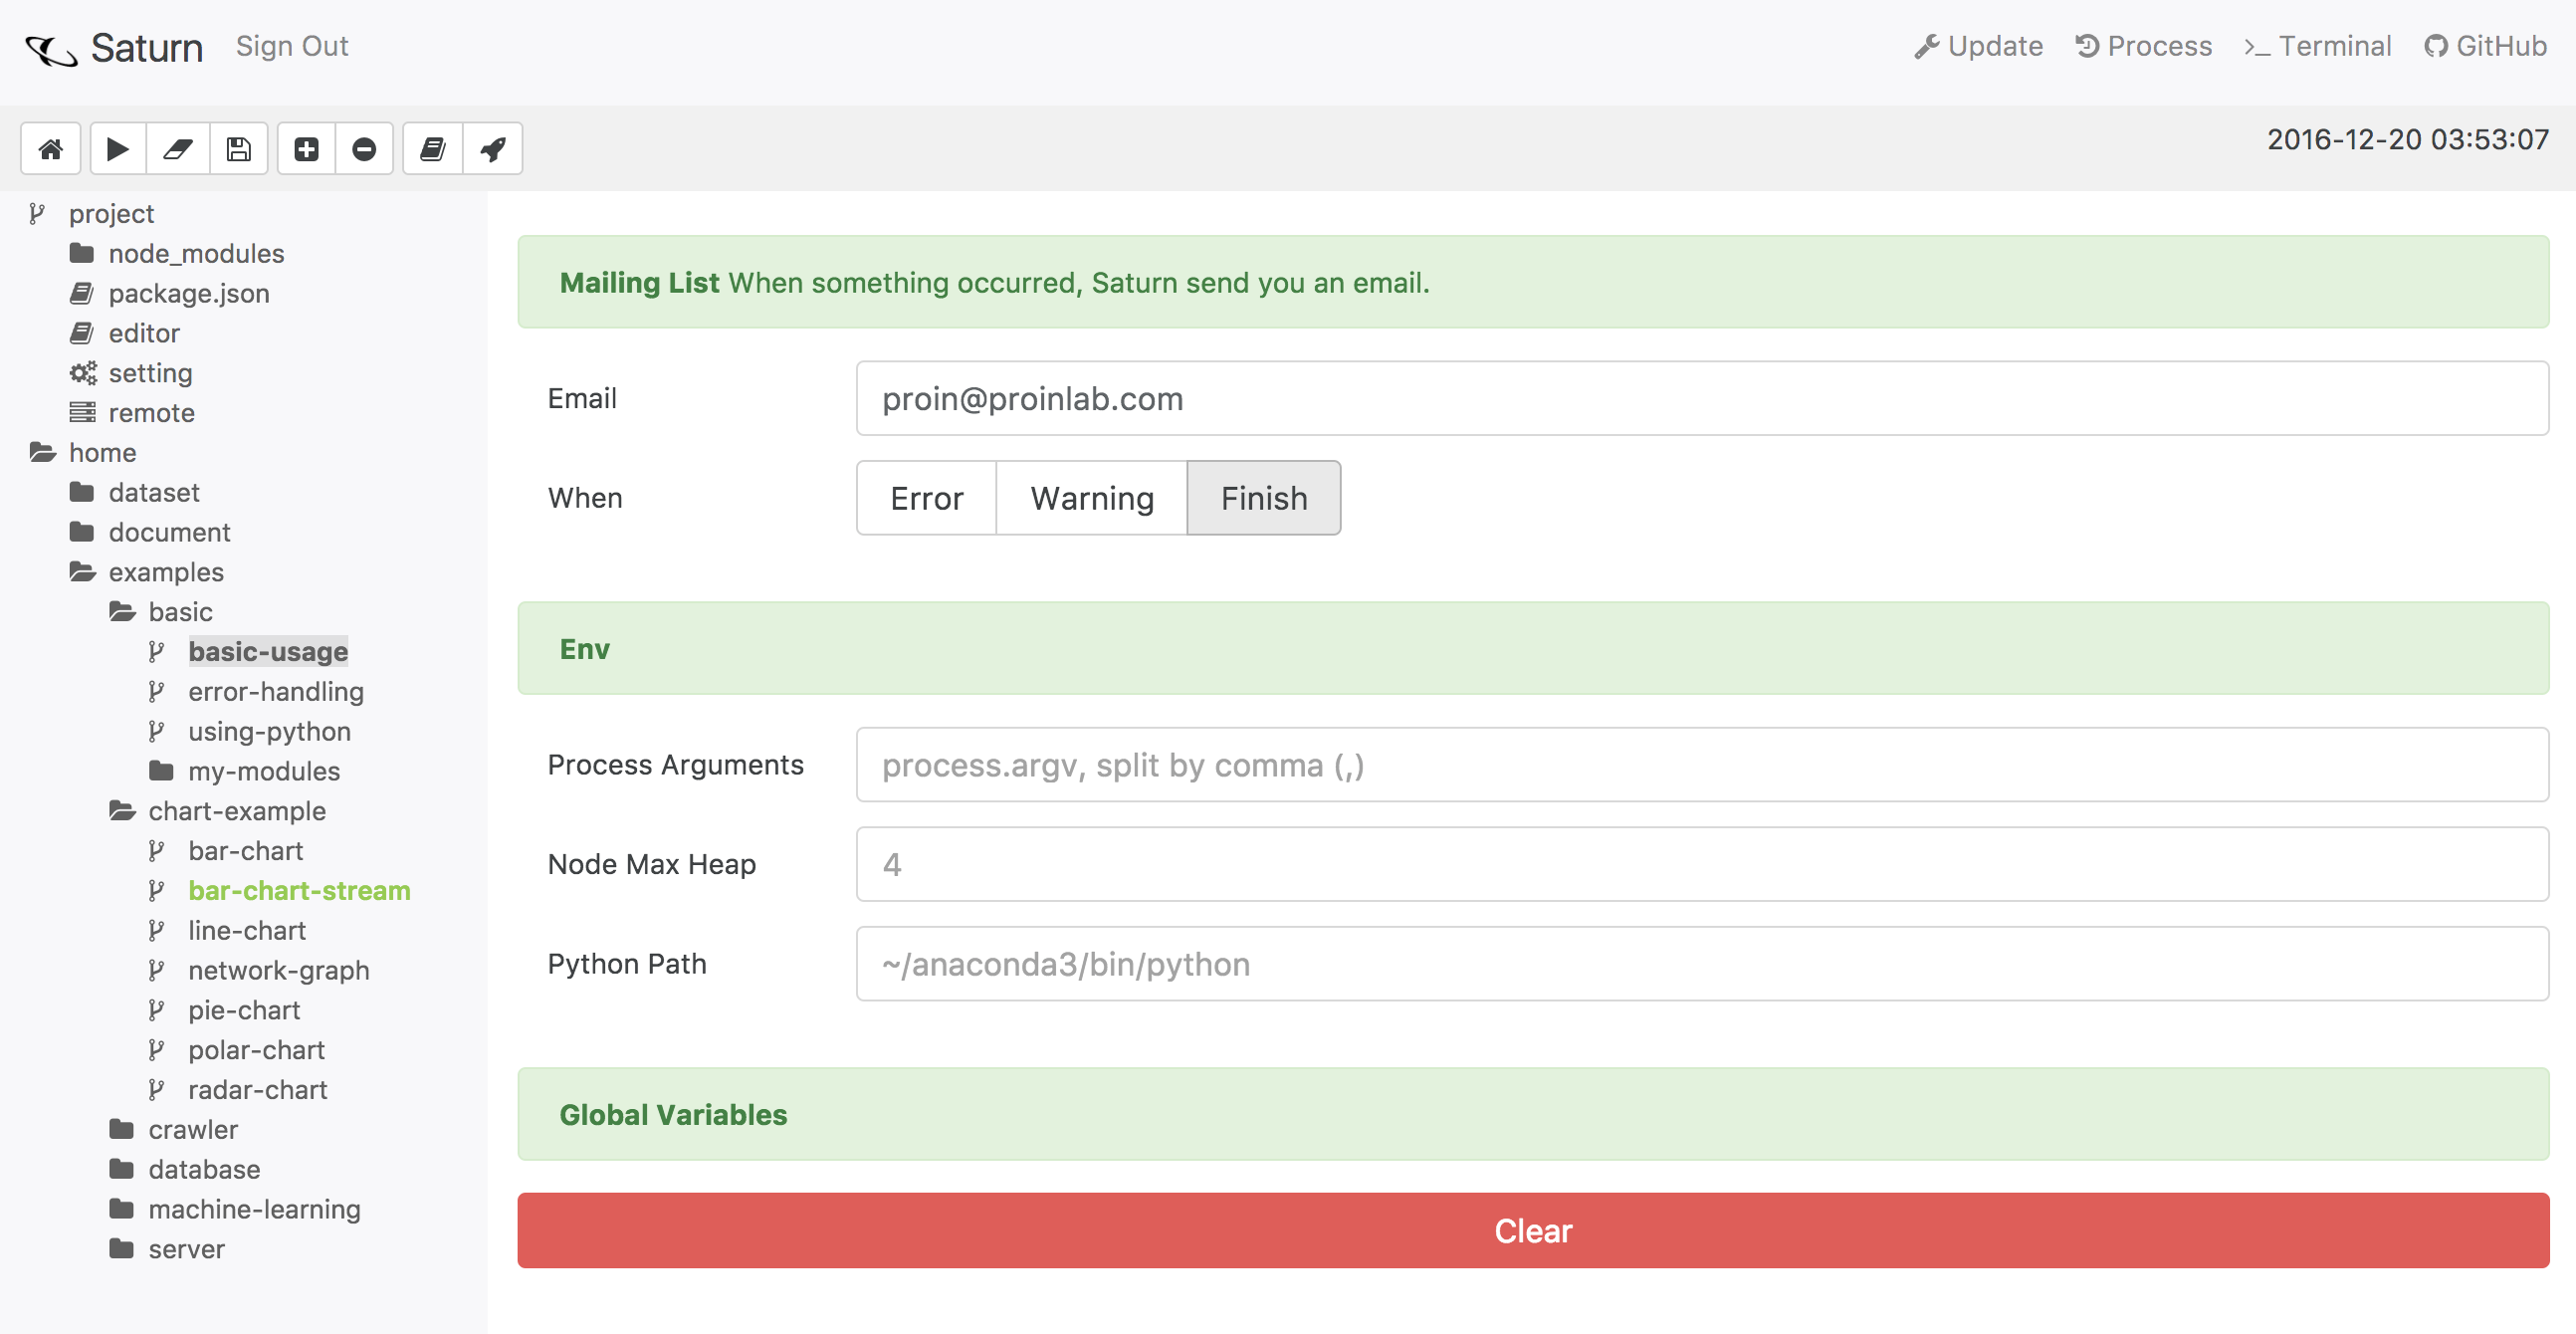 Saturn Sign Out Update Process Terminal GitHub
2016-12-20 03:53:07
project
node_modules
package.json
editor
setting
remote
home
dataset
document
examples
basic
basic-usage
error-handling
using-python
my-modules
chart-example
bar-chart
bar-chart-stream
line-chart
network-graph
pie-chart
polar-chart
radar-chart
crawler
database
machine-learning
server
Mailing List When something occurred, Saturn send you an email.
Email proin@proinlab.com
When Error Warning Finish
Env
Process Arguments process.argv, split by comma (,)
Node Max Heap 4
Python Path ~/anaconda3/bin/python
Global Variables
Clear